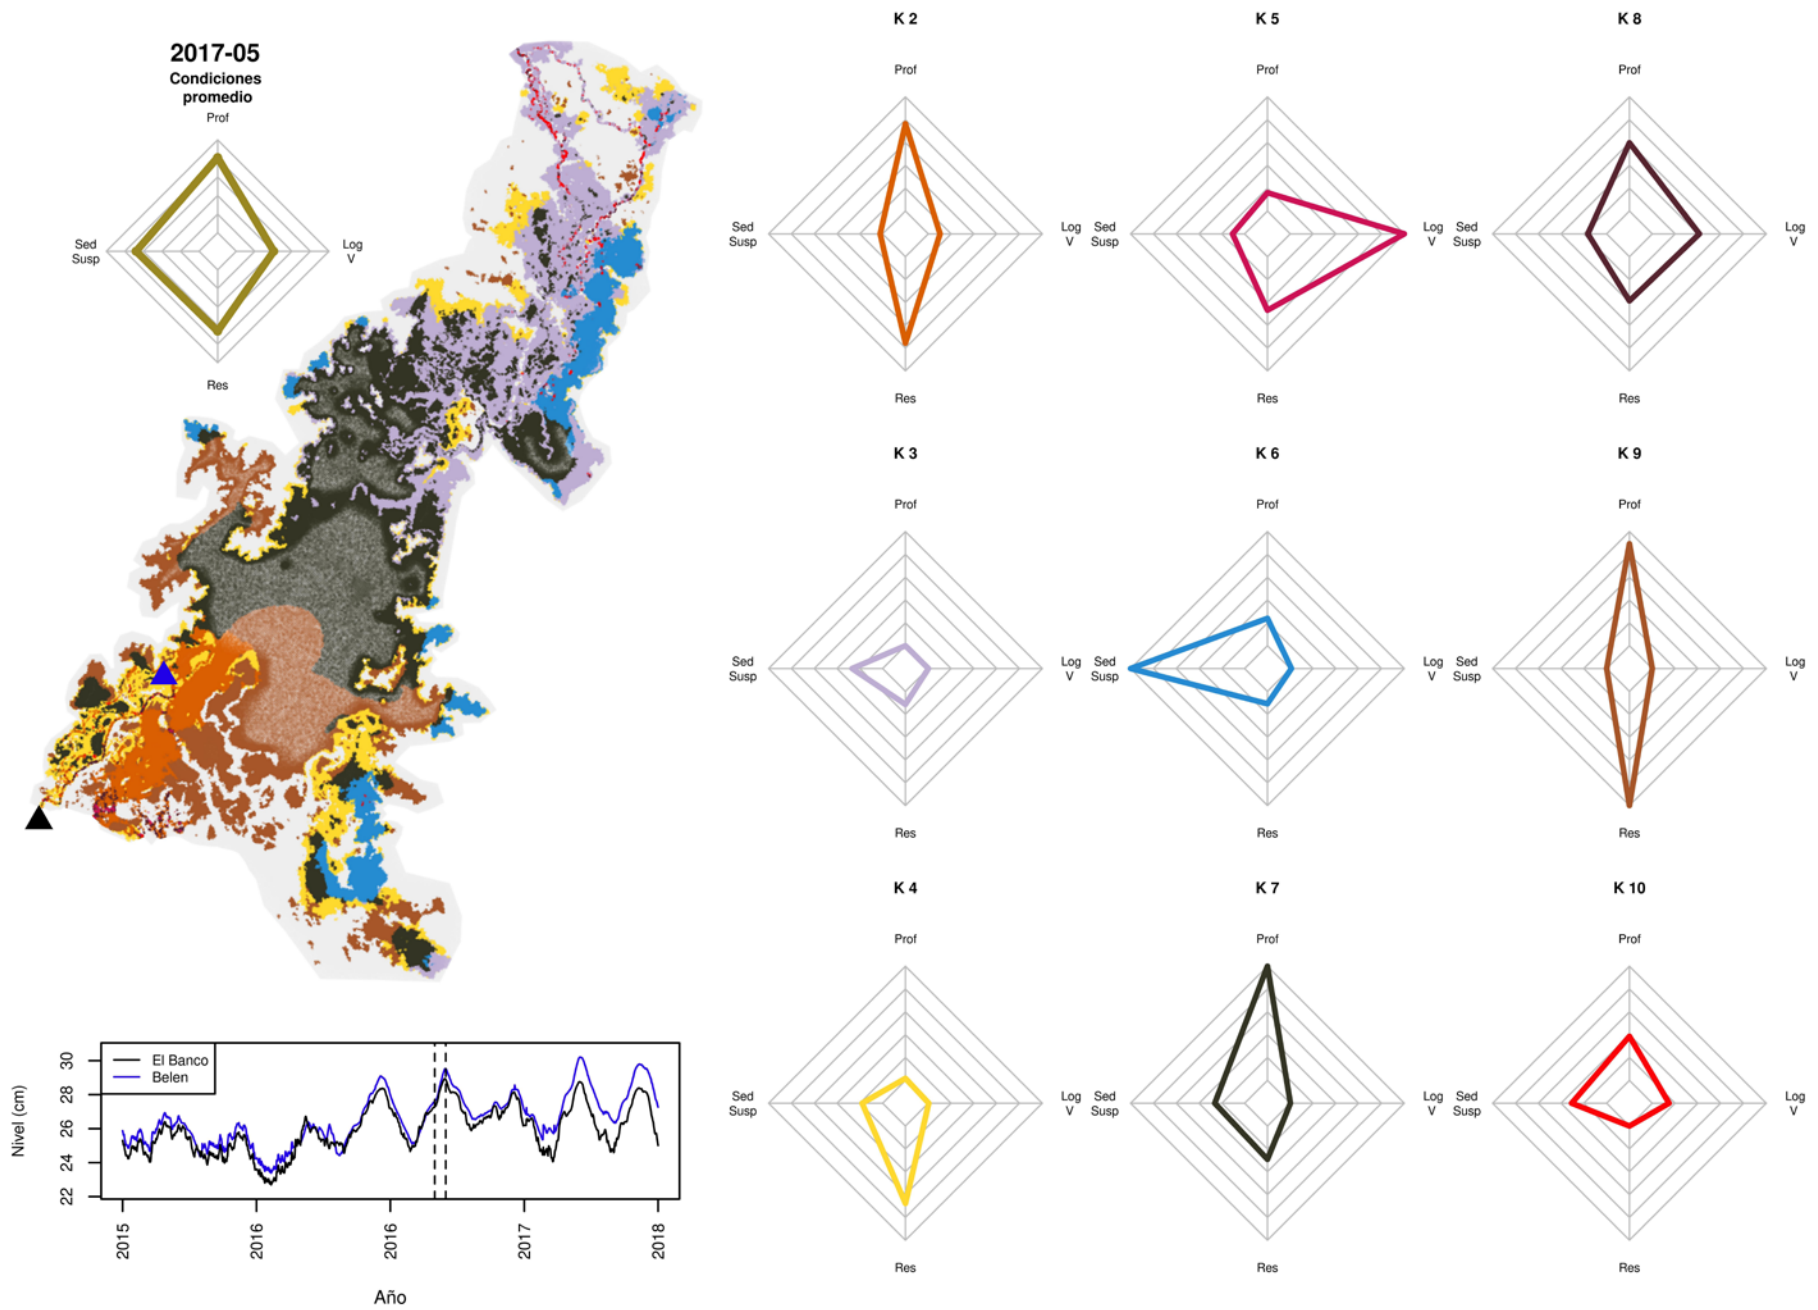 2017-05
Condiciones
promedio
Prof
Sed
Susp
Log
V
Res
K 2
Prof
Sed
Susp
Log
V
Res
K 5
Prof
Sed
Susp
Log
V
Res
K 8
Prof
Sed
Susp
Log
V
Res
K 3
Prof
Sed
Susp
Log
V
Res
K 6
Prof
Sed
Susp
Log
V
Res
K 9
Prof
Sed
Susp
Log
V
Res
K 4
Prof
Sed
Susp
Log
V
Res
K 7
Prof
Sed
Susp
Log
V
Res
K 10
Prof
Sed
Susp
Log
V
Res
El Banco
Belen
Nivel (cm)
30
28
26
24
22
2015
2016
2016
2017
2018
Año